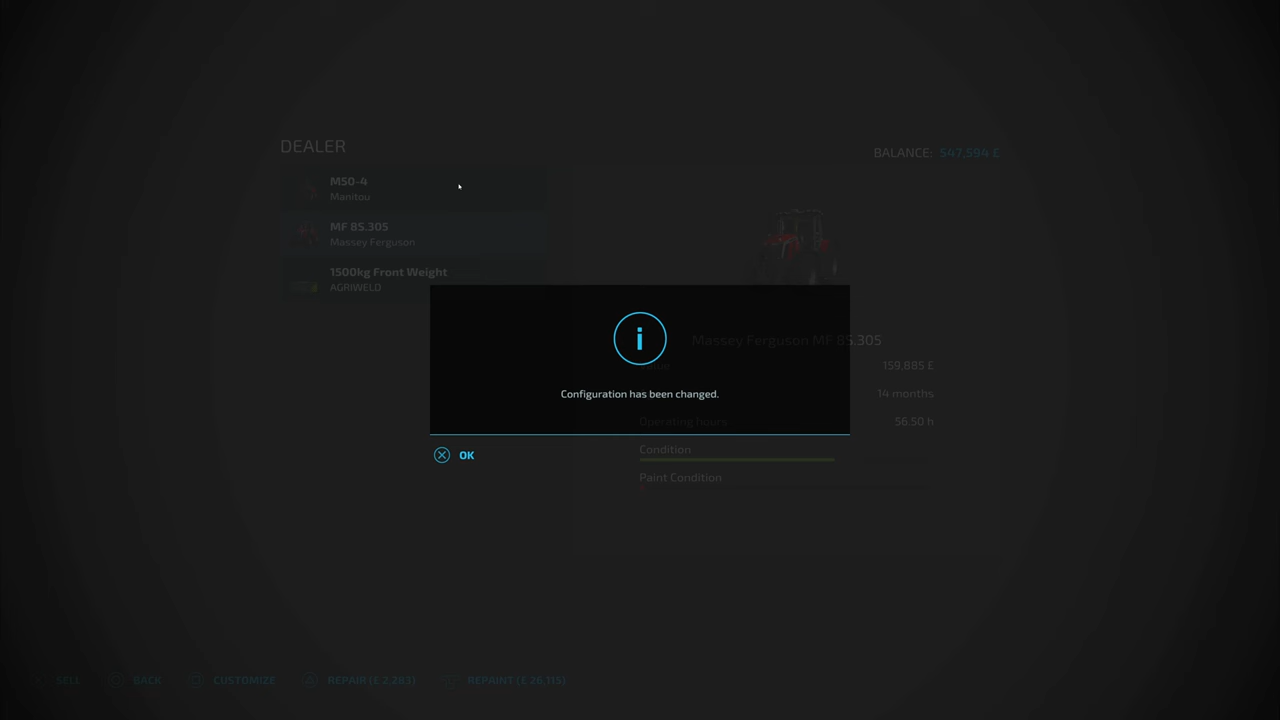 DEALER
BALANCE: 547,594 £
M50-4
Manitou
MF 8S.305
Massey Ferguson
1500kg Front Weight
AGRIWELD
i
Massey Ferguson MF 8S.305
Value 159,885 £
Configuration has been changed.
14 months
Operating hours 56.50 h
Condition
OK
Paint Condition
SELL BACK CUSTOMIZE REPAIR (£ 2,283) REPAINT (£ 26,115)